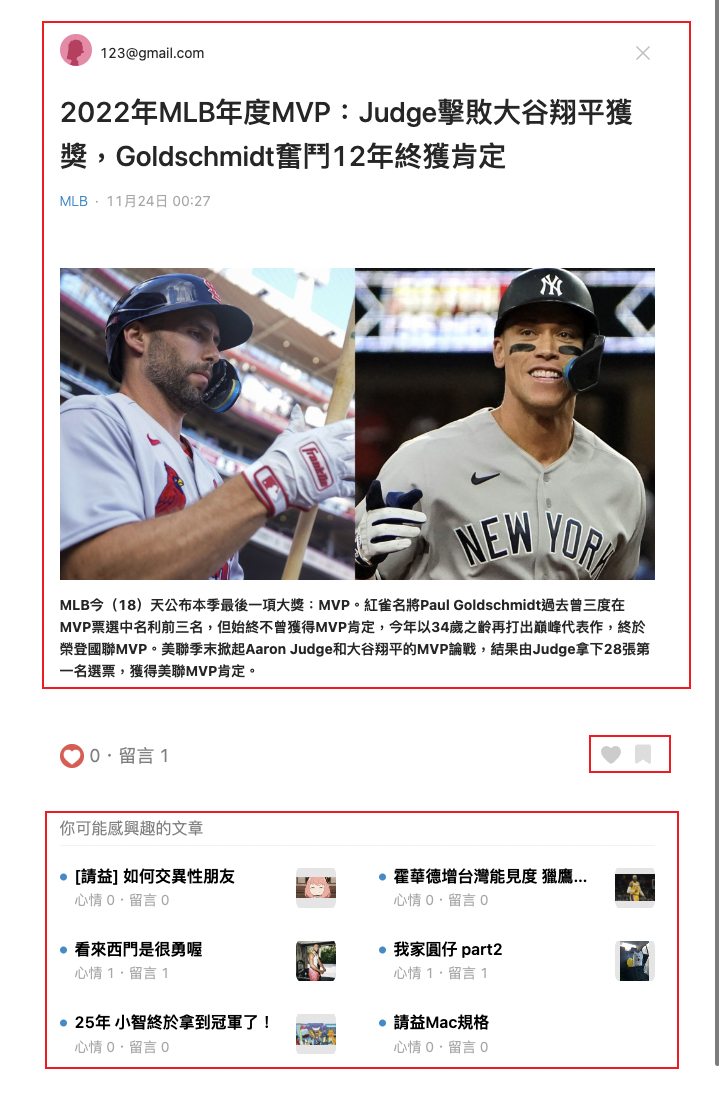 123@gmail.com
2022年MLB年度MVP：Judge擊敗大谷翔平獲
獎，Goldschmidt奮鬥12年終獲肯定
MLB · 11月24日 00:27
NY
Franklin
NEW YORK
MLB今（18）天公布本季最後一項大獎：MVP。紅雀名將Paul Goldschmidt過去曾三度在
MVP票選中名利前三名，但始終不曾獲得MVP肯定，今年以34歲之齡再打出巔峰代表作，終於
榮登國聯MVP。美聯季末掀起Aaron Judge和大谷翔平的MVP論戰，結果由Judge拿下28張第
一名選票，獲得美聯MVP肯定。
0 · 留言 1
你可能感興趣的文章
[請益] 如何交異性朋友
心情 0 · 留言 0
霍華德增台灣能見度 獵鷹...
心情 0 · 留言 0
看來西門是很勇喔
心情 1 · 留言 1
我家圓仔 part2
心情 1 · 留言 1
25年 小智終於拿到冠軍了！
心情 0 · 留言 0
請益Mac規格
心情 0 · 留言 0